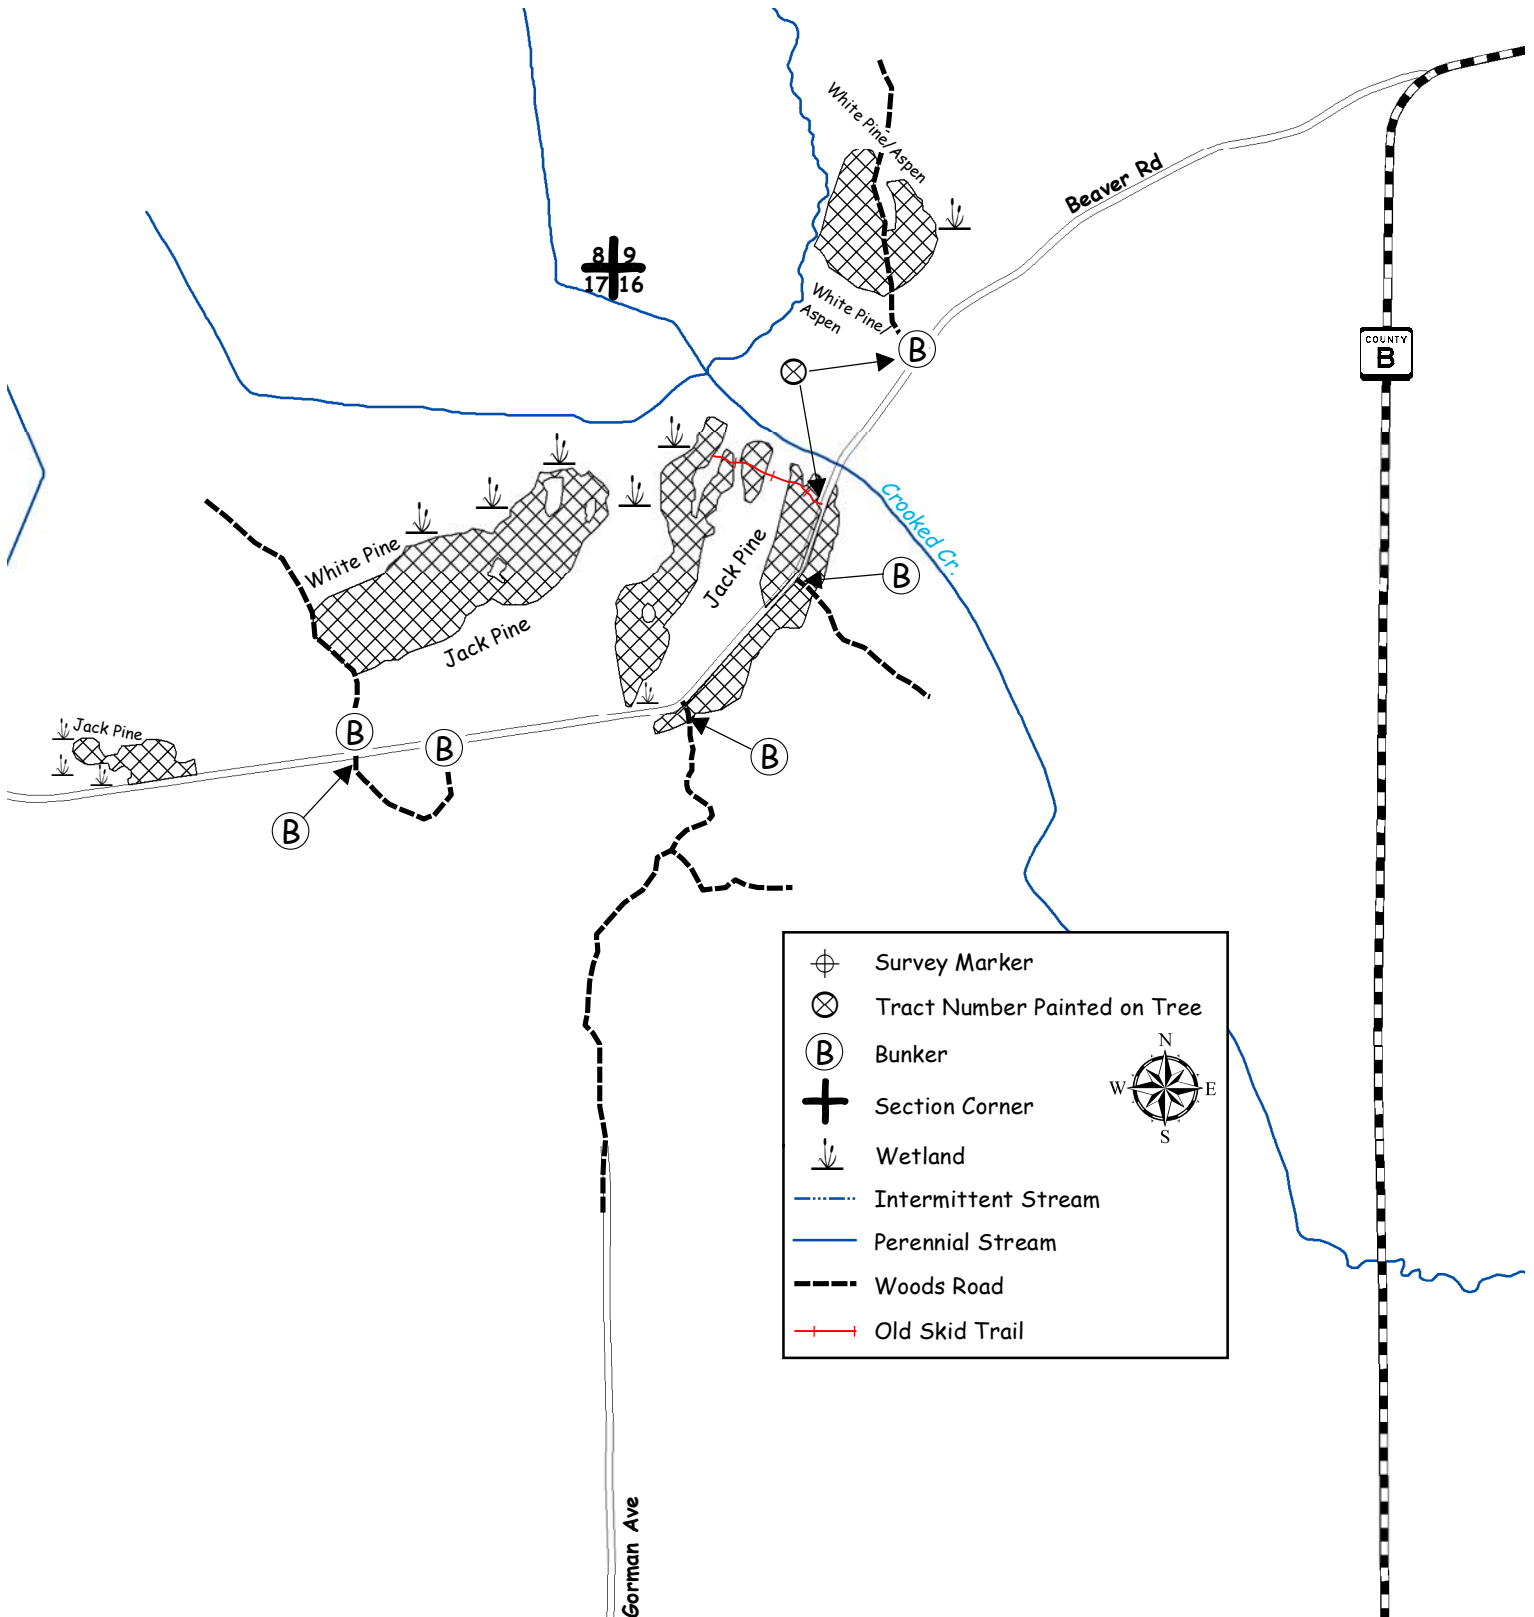 White Pine/Aspen
Beaver Rd
8 9
17 16
White Pine/
Aspen
B
COUNTY
B
Crooked Cr.
White Pine
Jack Pine
B
Jack Pine
Jack Pine
B
B
B
B
Survey Marker
Tract Number Painted on Tree
B Bunker
Section Corner
Wetland
Intermittent Stream
Perennial Stream
Woods Road
Old Skid Trail
N
W E
S
Gorman Ave